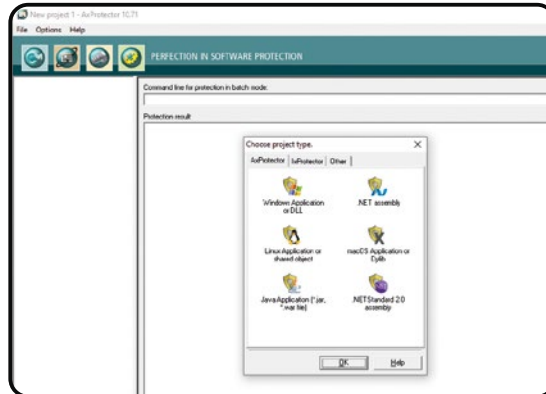 New project 1 - AxProtector 10.71
File Options Help
PERFECTION IN SOFTWARE PROTECTION
Command line for protection in batch mode:
Protection result:
Choose project type.
AxProtector IxProtector Other
Windows Application
or DLL
.NET assembly
Linux Application or
shared object
macOS Application or
Dylib
Java Application (*.jar,
*.war file)
.NETStandard 2.0
assembly
OK
Help